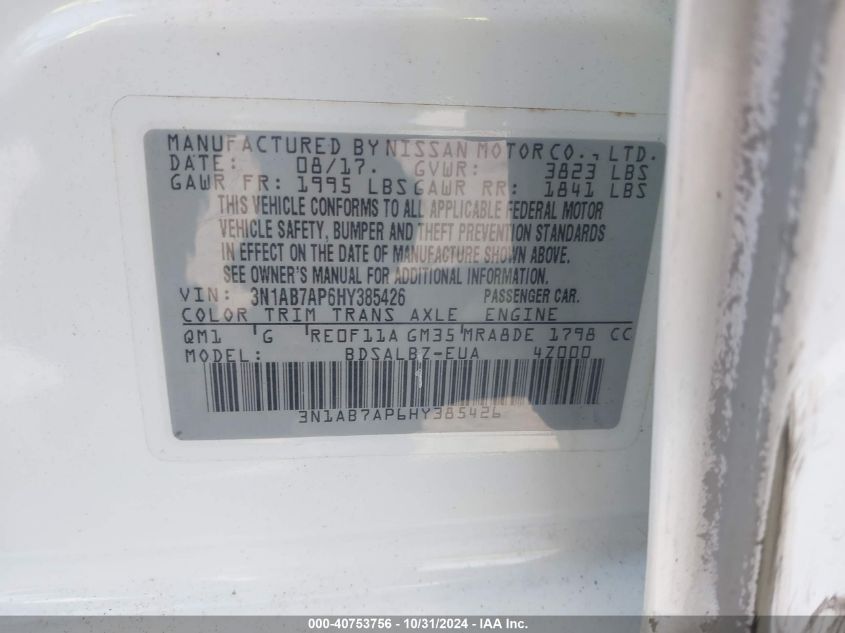 MANUFACTURED BY NISSAN MOTOR CO., LTD.
DATE: 08/17. GVWR: 3823 LBS
GAWR FR: 1995 LBS GAWR RR: 1841 LBS
THIS VEHICLE CONFORMS TO ALL APPLICABLE FEDERAL MOTOR
VEHICLE SAFETY, BUMPER AND THEFT PREVENTION STANDARDS
IN EFFECT ON THE DATE OF MANUFACTURE SHOWN ABOVE.
SEE OWNER'S MANUAL FOR ADDITIONAL INFORMATION.
VIN: 3N1AB7AP6HY385426 PASSENGER CAR.
COLOR TRIM TRANS AXLE ENGINE
QM1 G RE0F11A GM35 MRA8DE 1798 CC
MODEL: BDSALBZ-EUA 4Z000
3N1AB7AP6HY385426
000-40753756 - 10/31/2024 - IAA Inc.